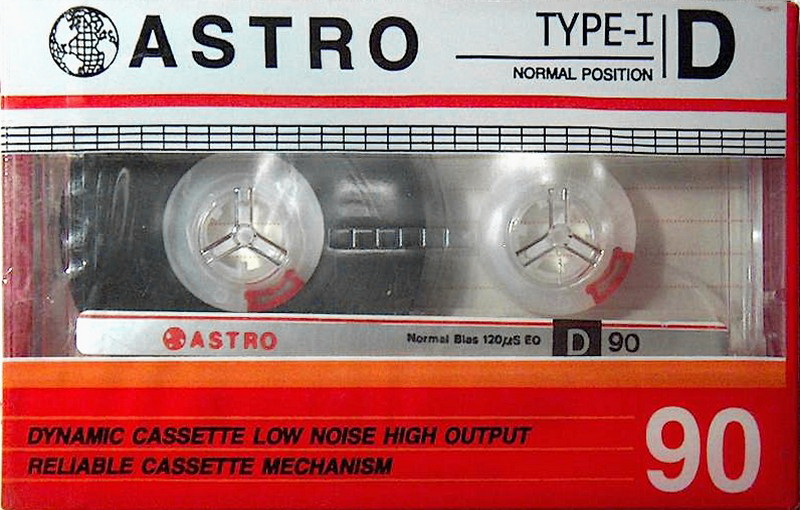 ASTRO
TYPE-I
NORMAL POSITION
D
ASTRO
Normal Bias 120µS EQ
D 90
DYNAMIC CASSETTE LOW NOISE HIGH OUTPUT
RELIABLE CASSETTE MECHANISM
90